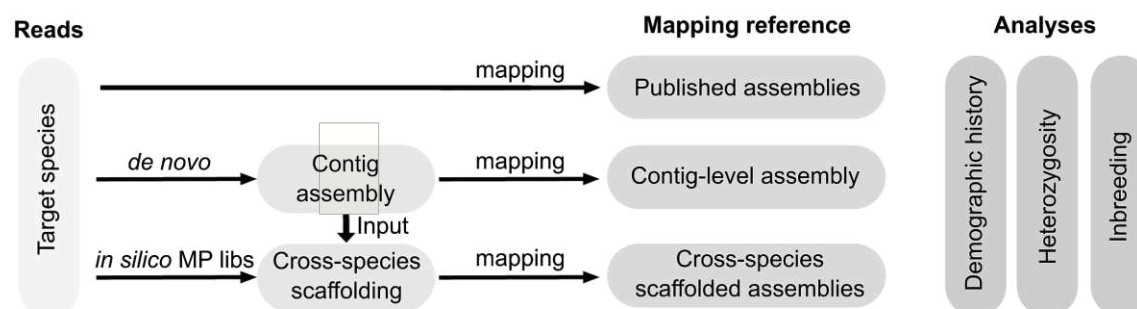 Reads
Mapping reference
Analyses
Target species
mapping
Published assemblies
de novo
Contig
assembly
mapping
Contig-level assembly
Input
in silico MP libs
Cross-species
scaffolding
mapping
Cross-species
scaffolded assemblies
Demographic history
Heterozygosity
Inbreeding